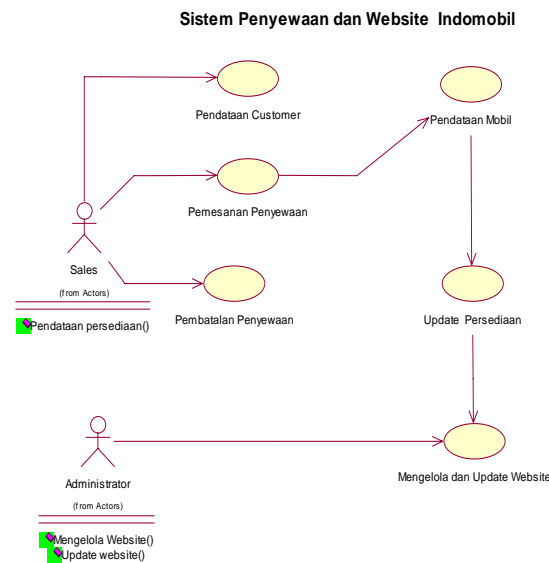 Sistem Penyewaan dan Website Indomobil
Pendataan Customer
Pendataan Mobil
Pemesanan Penyewaan
Sales
(from Actors)
Pendataan persediaan()
Pembatalan Penyewaan
Update Persediaan
Administrator
(from Actors)
Mengelola Website()
Update website()
Mengelola dan Update Website